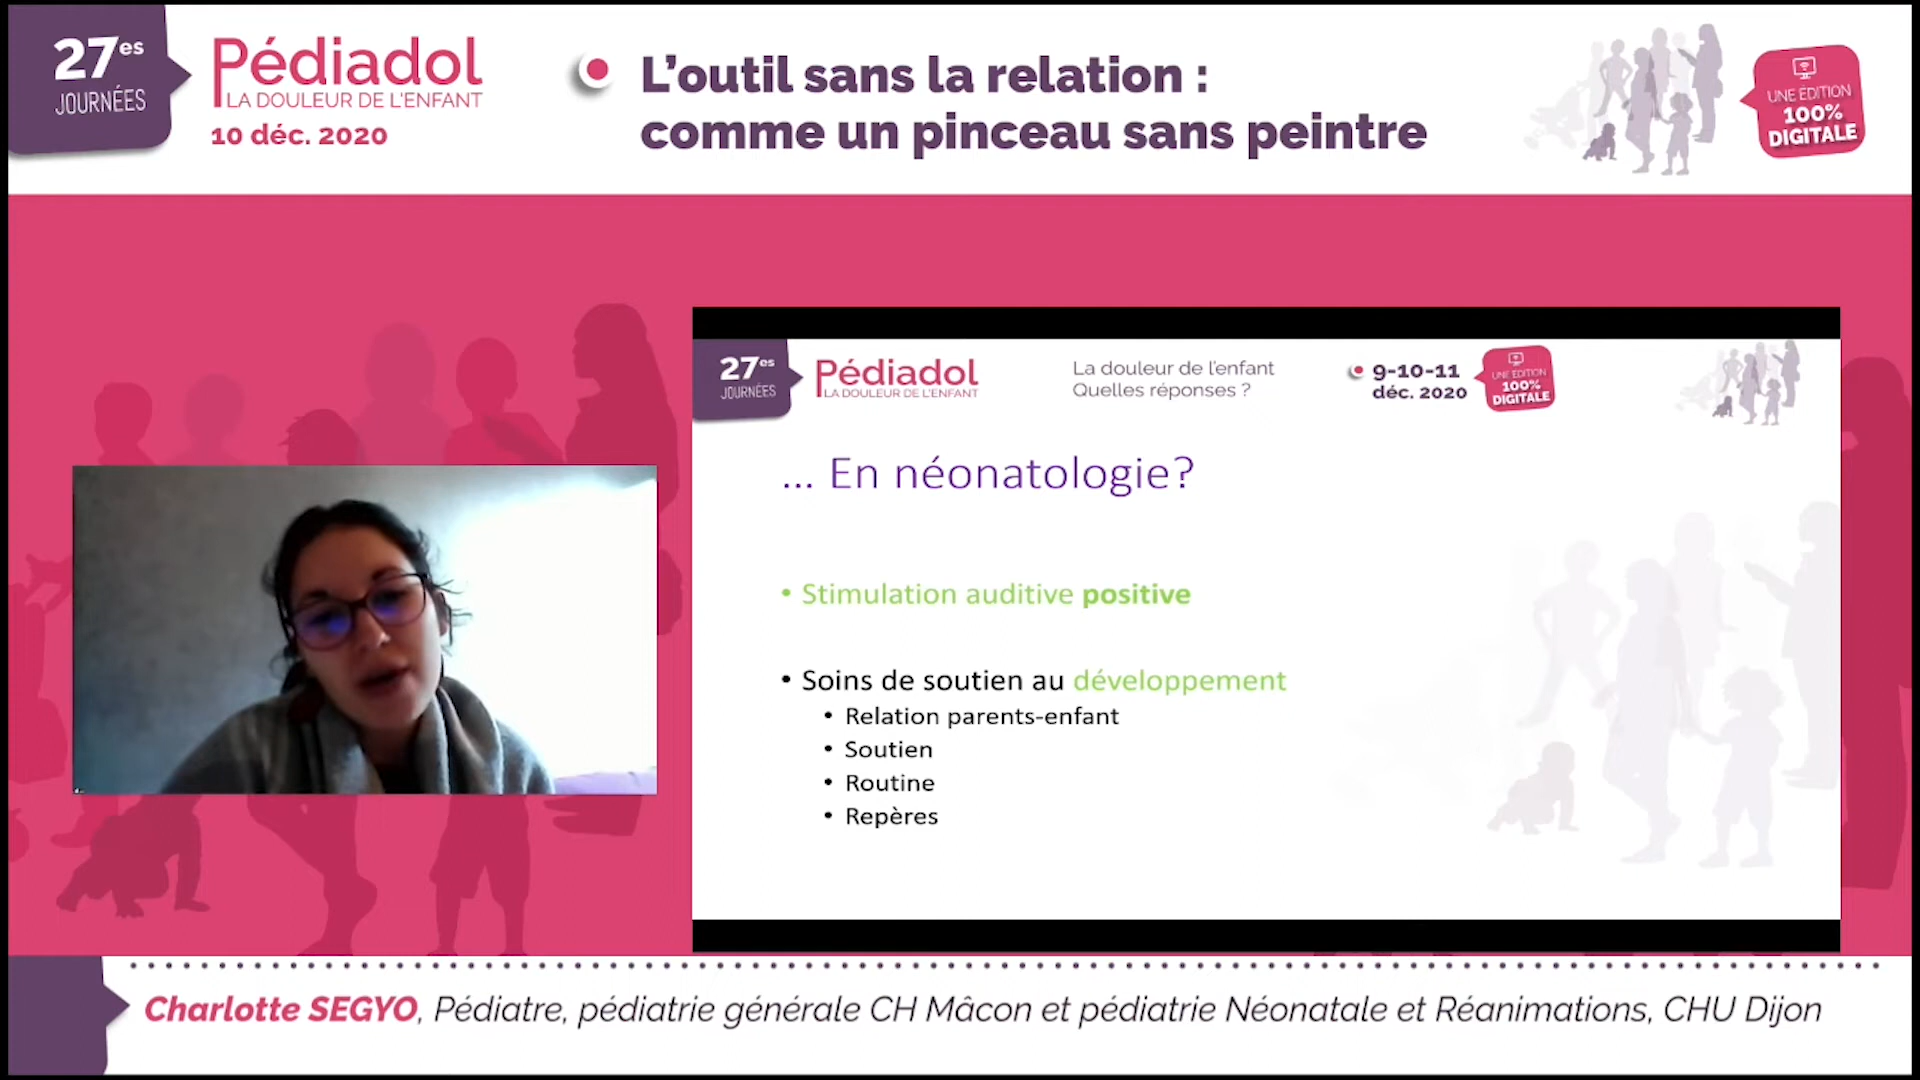 27es
JOURNÉES
Pédiadol
LA DOULEUR DE L'ENFANT
10 déc. 2020
L'outil sans la relation :
comme un pinceau sans peintre
UNE ÉDITION
100%
DIGITALE
27es
JOURNÉES
Pédiadol
LA DOULEUR DE L'ENFANT
La douleur de l'enfant
Quelles réponses ?
9-10-11
déc. 2020
UNE ÉDITION
100%
DIGITALE
... En néonatologie?
• Stimulation auditive positive
• Soins de soutien au développement
• Relation parents-enfant
• Soutien
• Routine
• Repères
Charlotte SEGYO, Pédiatre, pédiatrie générale CH Mâcon et pédiatrie Néonatale et Réanimations, CHU Dijon